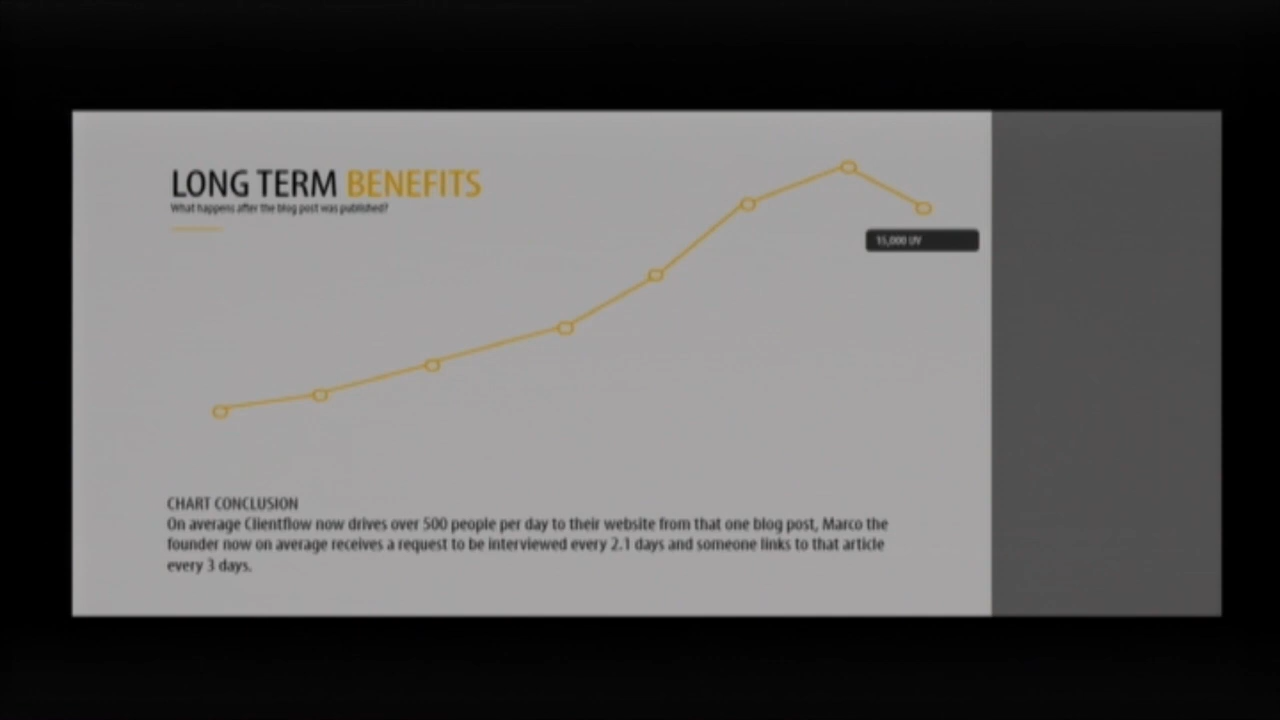 LONG TERM BENEFITS
What happens after the blog post was published?
15,000 UV
CHART CONCLUSION
On average Clientflow now drives over 500 people per day to their website from that one blog post, Marco the
founder now on average receives a request to be interviewed every 2.1 days and someone links to that article
every 3 days.